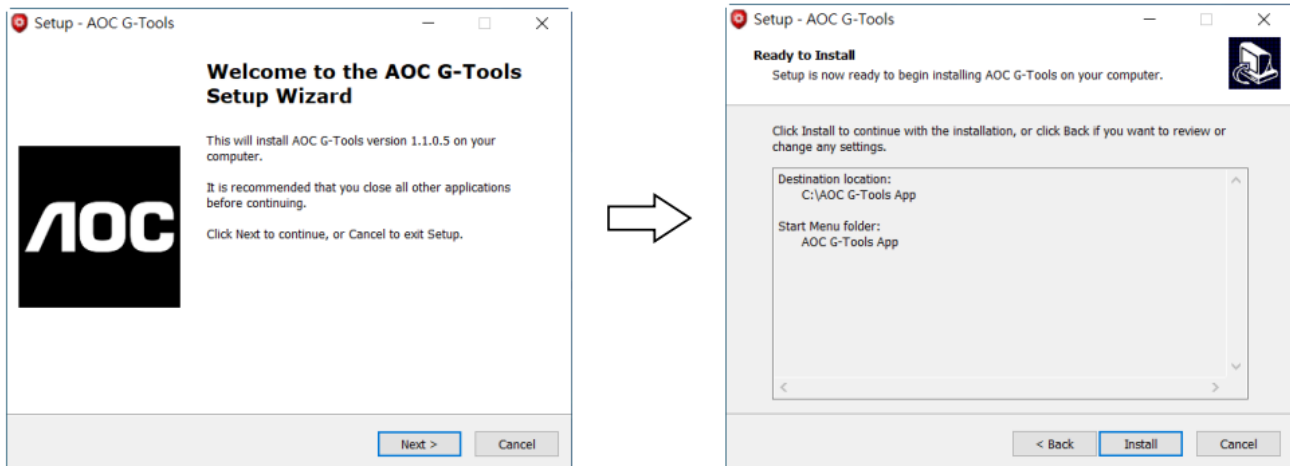 Setup - AOC G-Tools
Welcome to the AOC G-Tools
Setup Wizard
This will install AOC G-Tools version 1.1.0.5 on your
computer.
It is recommended that you close all other applications
before continuing.
Click Next to continue, or Cancel to exit Setup.
AOC
Next >
Cancel
Setup - AOC G-Tools
Ready to Install
Setup is now ready to begin installing AOC G-Tools on your computer.
Click Install to continue with the installation, or click Back if you want to review or
change any settings.
Destination location:
C:\AOC G-Tools App
Start Menu folder:
AOC G-Tools App
< Back
Install
Cancel